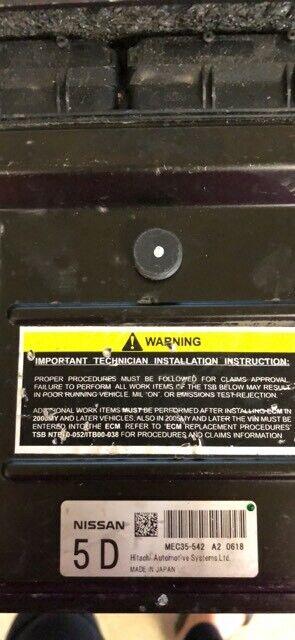 WARNING
IMPORTANT TECHNICIAN INSTALLATION INSTRUCTION:
PROPER PROCEDURES MUST BE FOLLOWED FOR CLAIMS APPROVAL.
FAILURE TO PERFORM ALL WORK ITEMS OF THE TSB BELOW MAY RESULT
IN POOR RUNNING VEHICLE, MIL "ON", OR EMISSIONS TEST REJECTION.
ADDITIONAL WORK ITEMS MUST BE PERFORMED AFTER INSTALLING ECM IN
AND LATER VEHICLES. ALSO IN 2005MY AND LATER THE VIN MUST BE
ENTERED INTO THE ECM. REFER TO "ECM REPLACEMENT PROCEDURES"
TSB FOR PROCEDURES AND CLAIMS INFORMATION
NISSAN
5 D
MEC35-542 A2 0618
Hitachi Automotive Systems,Ltd.
MADE IN JAPAN